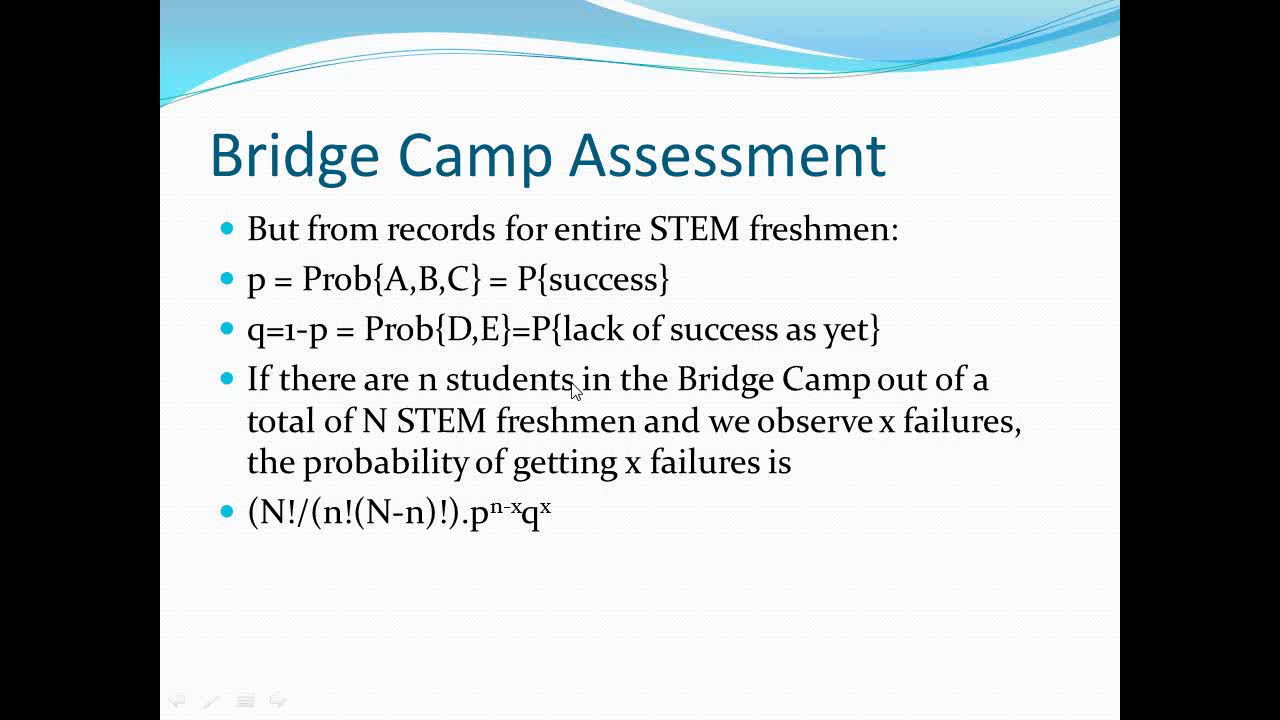 Bridge Camp Assessment
• But from records for entire STEM freshmen:
• p = Prob{A,B,C} = P{success}
• q=1-p = Prob{D,E}=P{lack of success as yet}
• If there are n students in the Bridge Camp out of a
total of N STEM freshmen and we observe x failures,
the probability of getting x failures is
• (N!/(n!(N-n)!).pⁿ⁻ˣqˣ